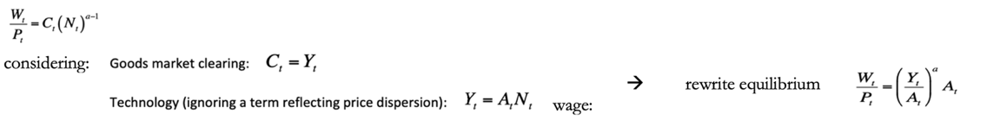 W_t/P_t = C_t(N_t)^{a-1}
considering: Goods market clearing: C_t = Y_t
→ rewrite equilibrium W_t/P_t = (Y_t/A_t)^a A_t
Technology (ignoring a term reflecting price dispersion): Y_t = A_t N_t wage: